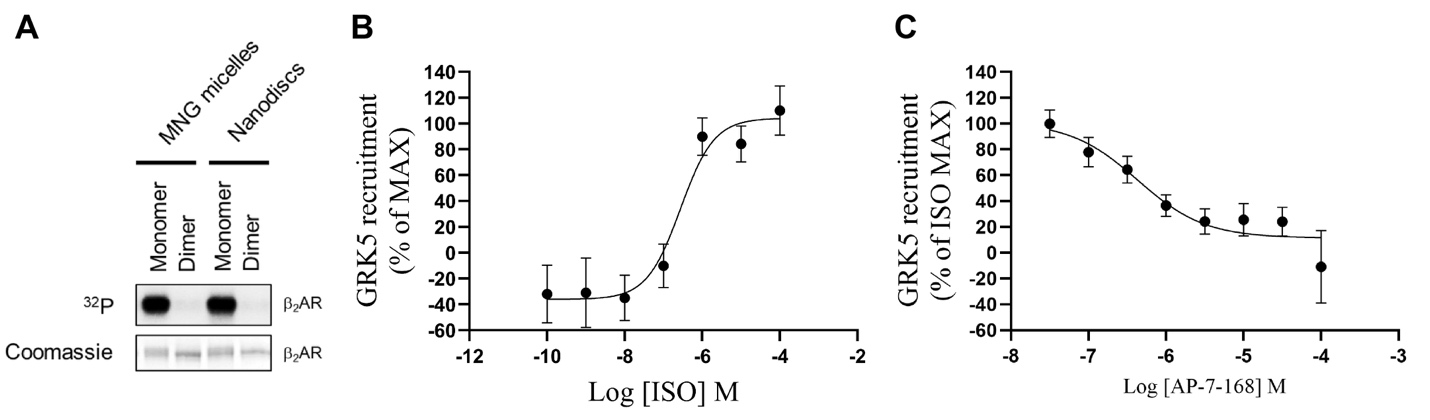 A
MNG micelles
Nanodiscs
Monomer
Dimer
Monomer
Dimer
³²P
β₂AR
Coomassie
β₂AR
B
GRK5 recruitment
(% of MAX)
140
120
100
80
60
40
20
0
-20
-40
-60
-12 -10 -8 -6 -4 -2
Log [ISO] M
C
GRK5 recruitment
(% of ISO MAX)
140
120
100
80
60
40
20
0
-20
-40
-60
-8 -7 -6 -5 -4 -3
Log [AP-7-168] M